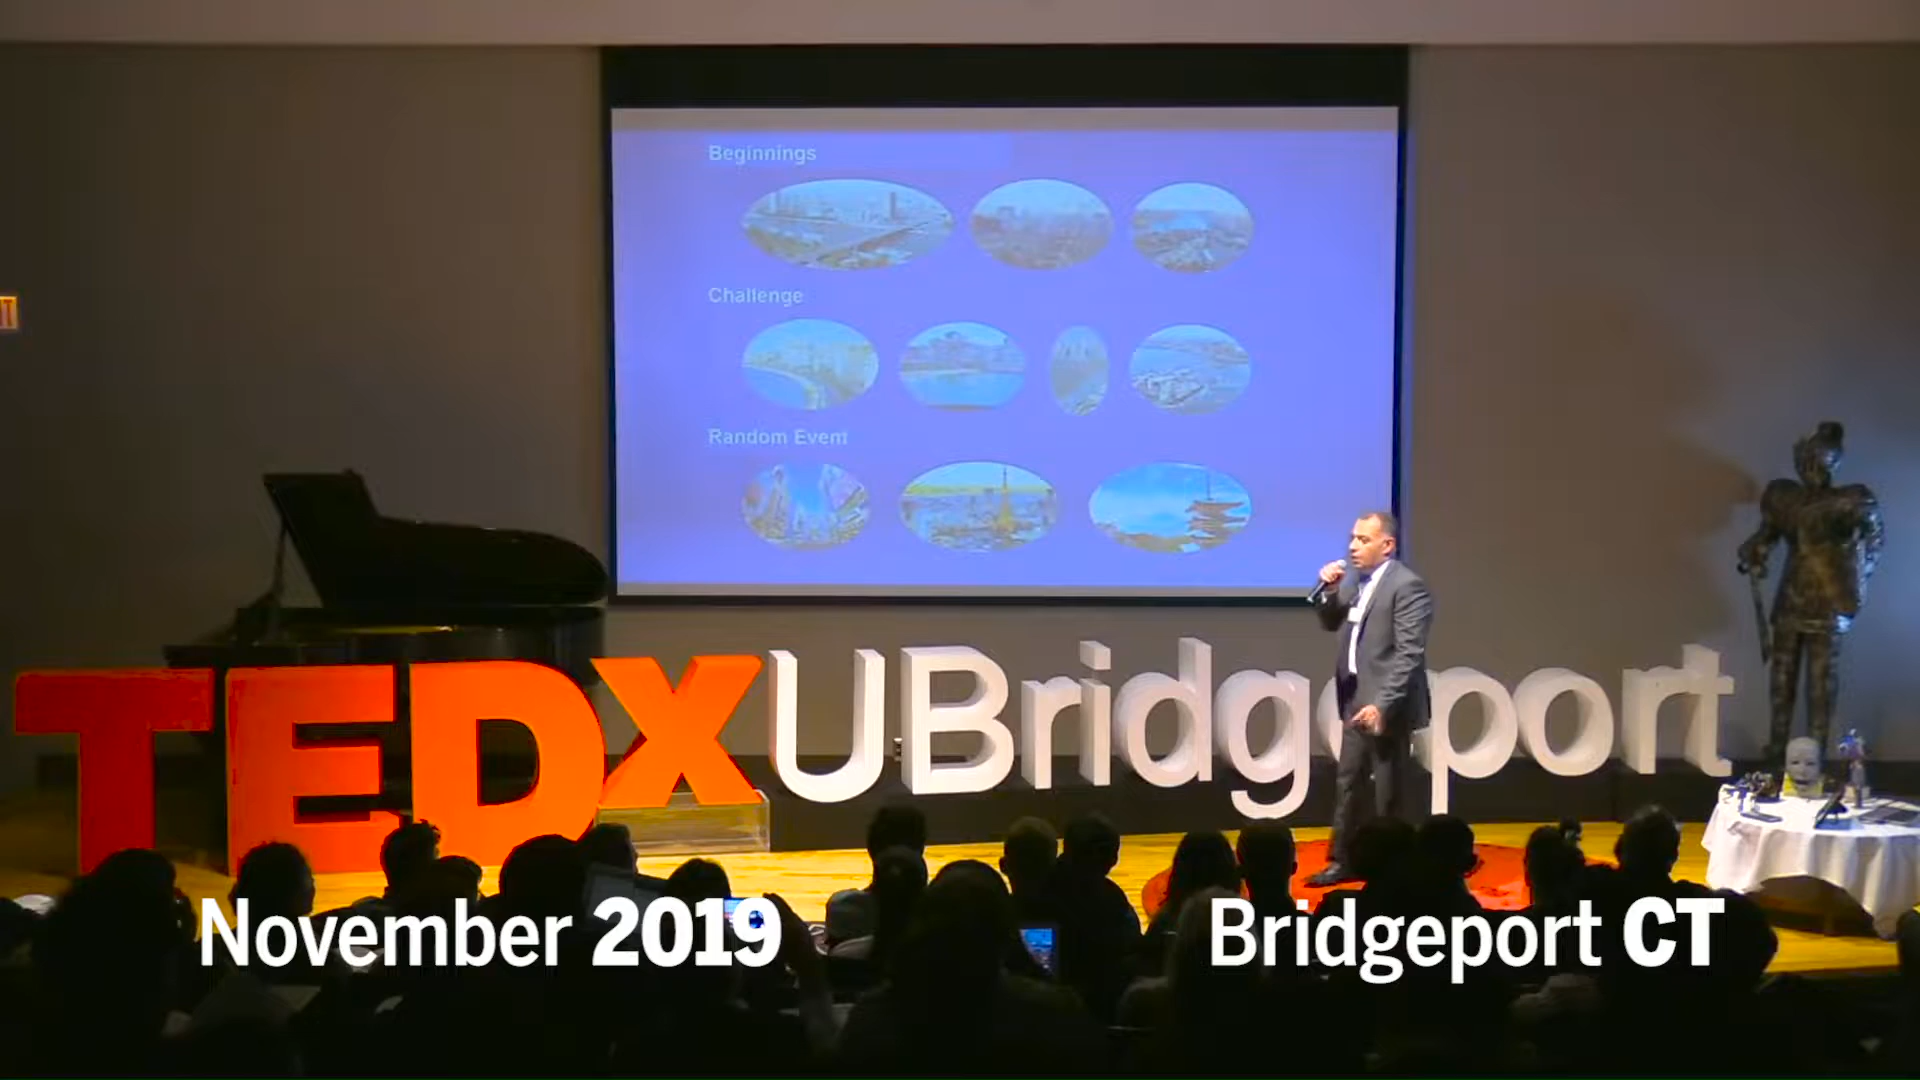 Beginnings
Challenge
Random Event
TEDxUBridgeport
November 2019
Bridgeport CT